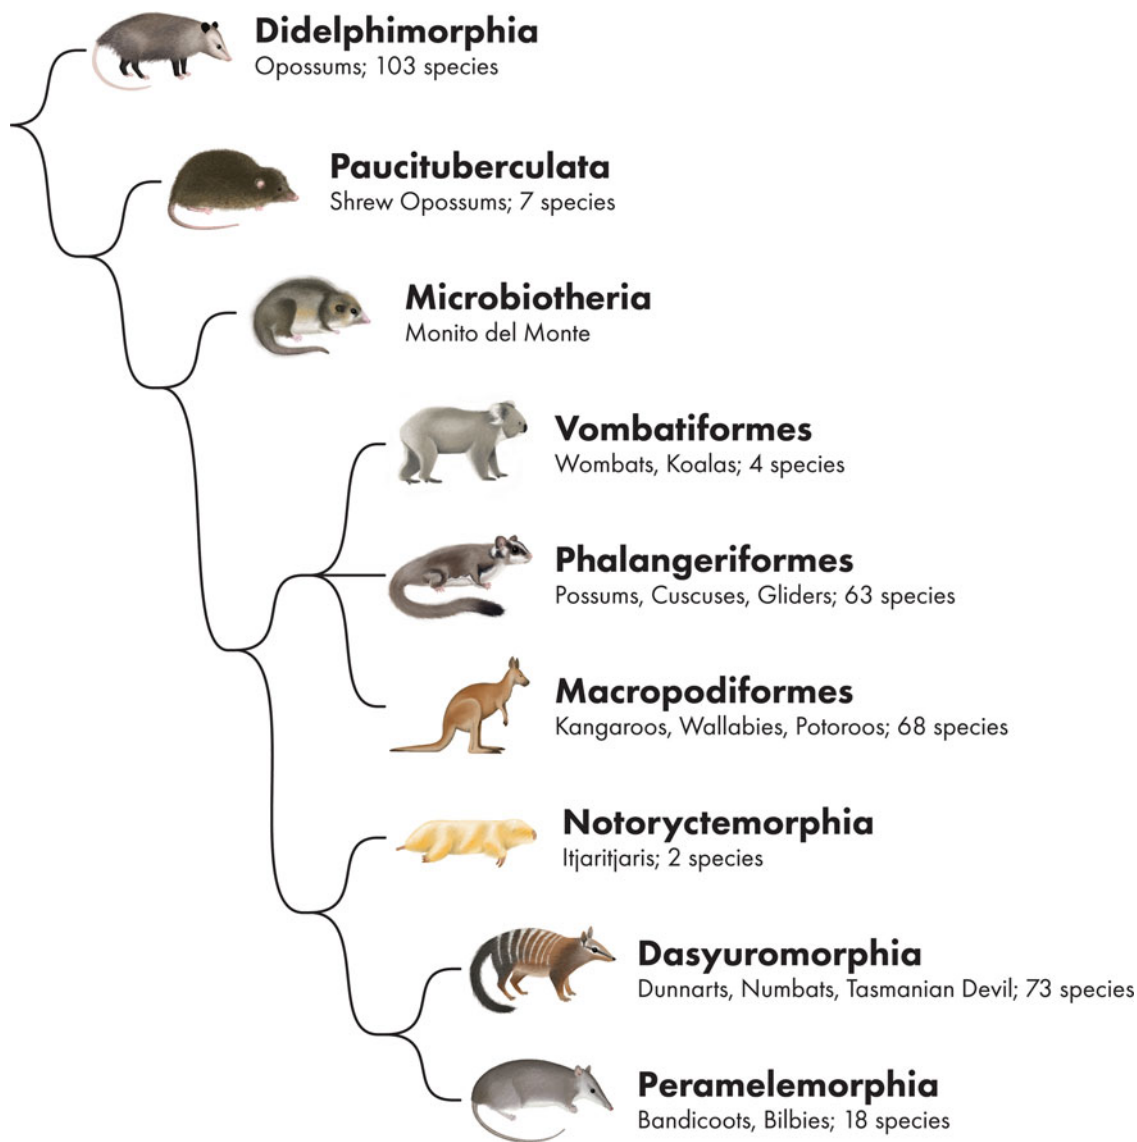 Didelphimorphia
Opossums; 103 species
Paucituberculata
Shrew Opossums; 7 species
Microbiotheria
Monito del Monte
Vombatiformes
Wombats, Koalas; 4 species
Phalangeriformes
Possums, Cuscuses, Gliders; 63 species
Macropodiformes
Kangaroos, Wallabies, Potoroos; 68 species
Notoryctemorphia
Itjaritjaris; 2 species
Dasyuromorphia
Dunnarts, Numbats, Tasmanian Devil; 73 species
Peramelemorphia
Bandicoots, Bilbies; 18 species